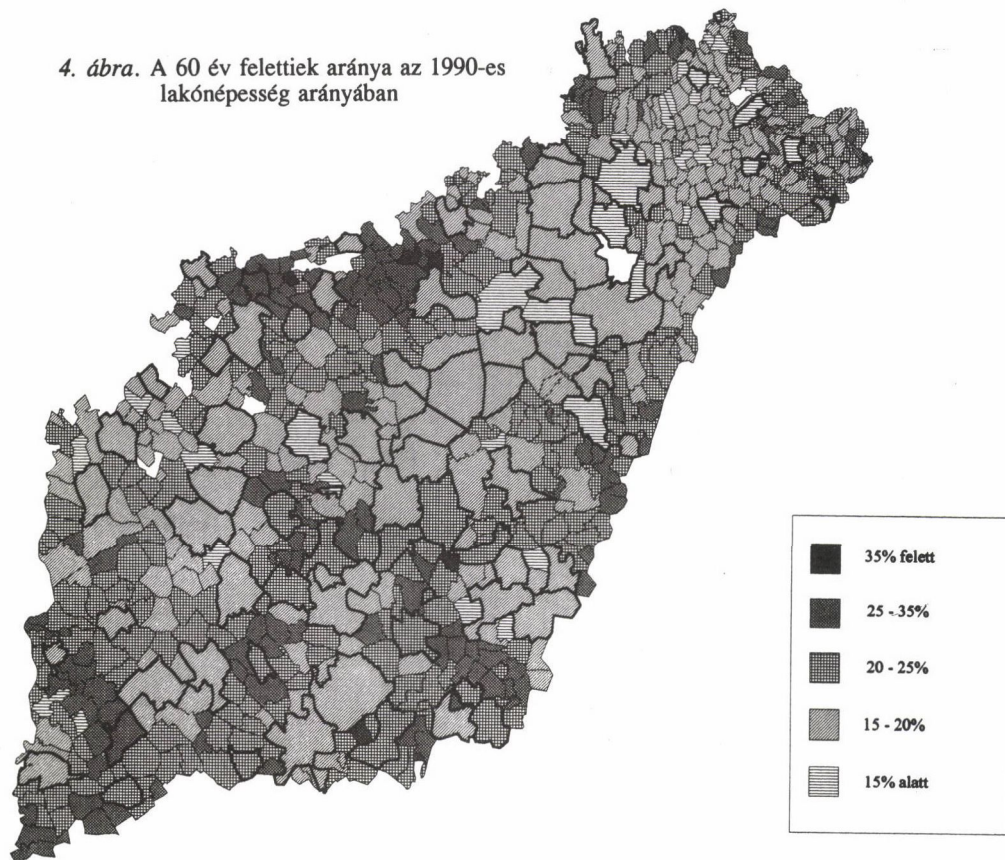 4. ábra. A 60 év felettiek aránya az 1990-es
lakónépesség arányában
35% felett
25 - 35%
20 - 25%
15 - 20%
15% alatt